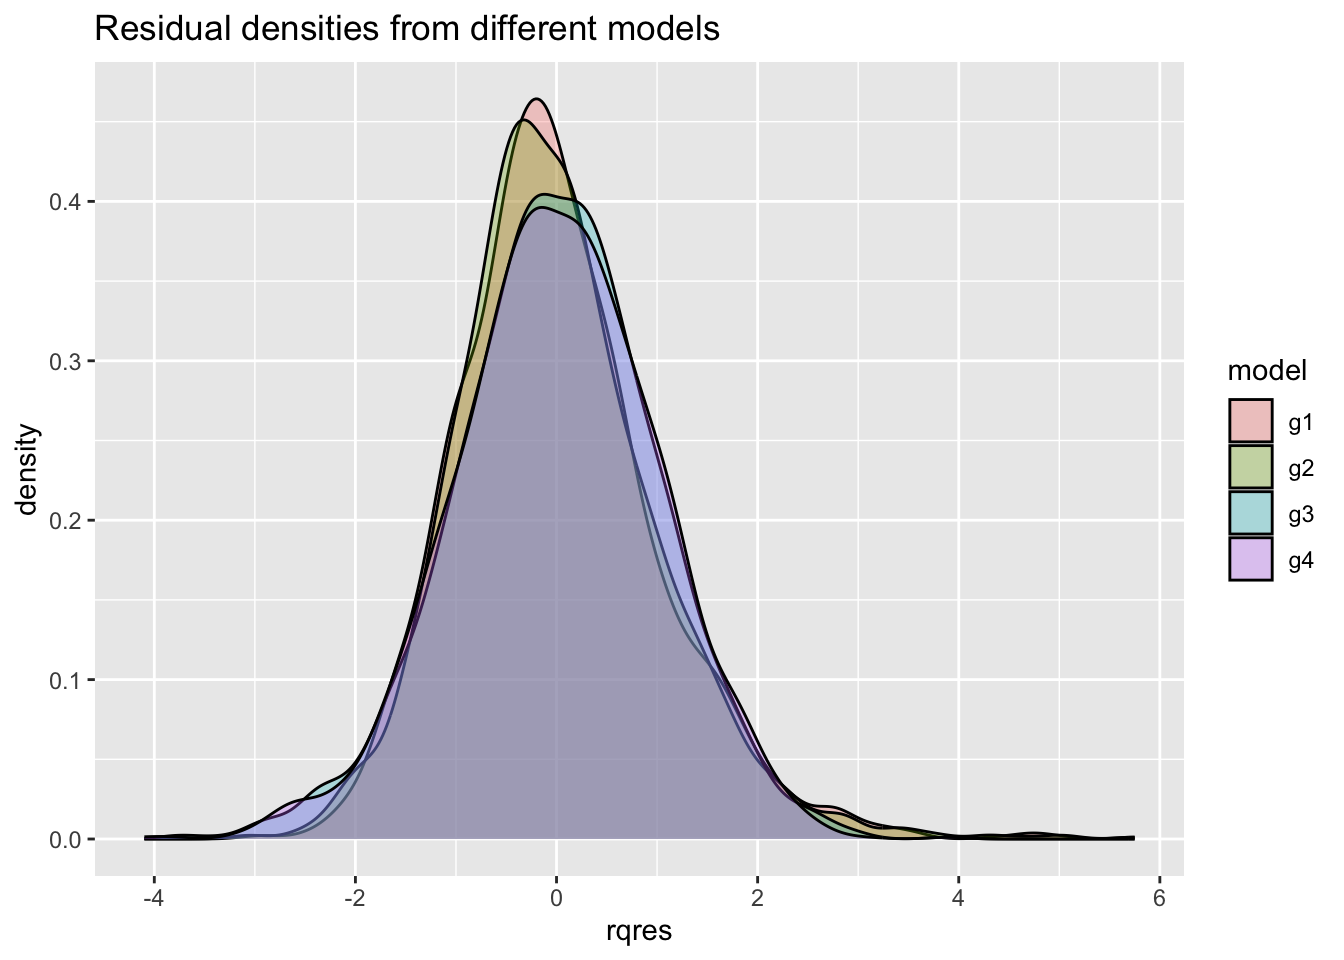 Residual densities from different models
density
0.4
0.3
0.2
0.1
0.0
-4 -2 0 2 4 6
rqres
model
g1
g2
g3
g4